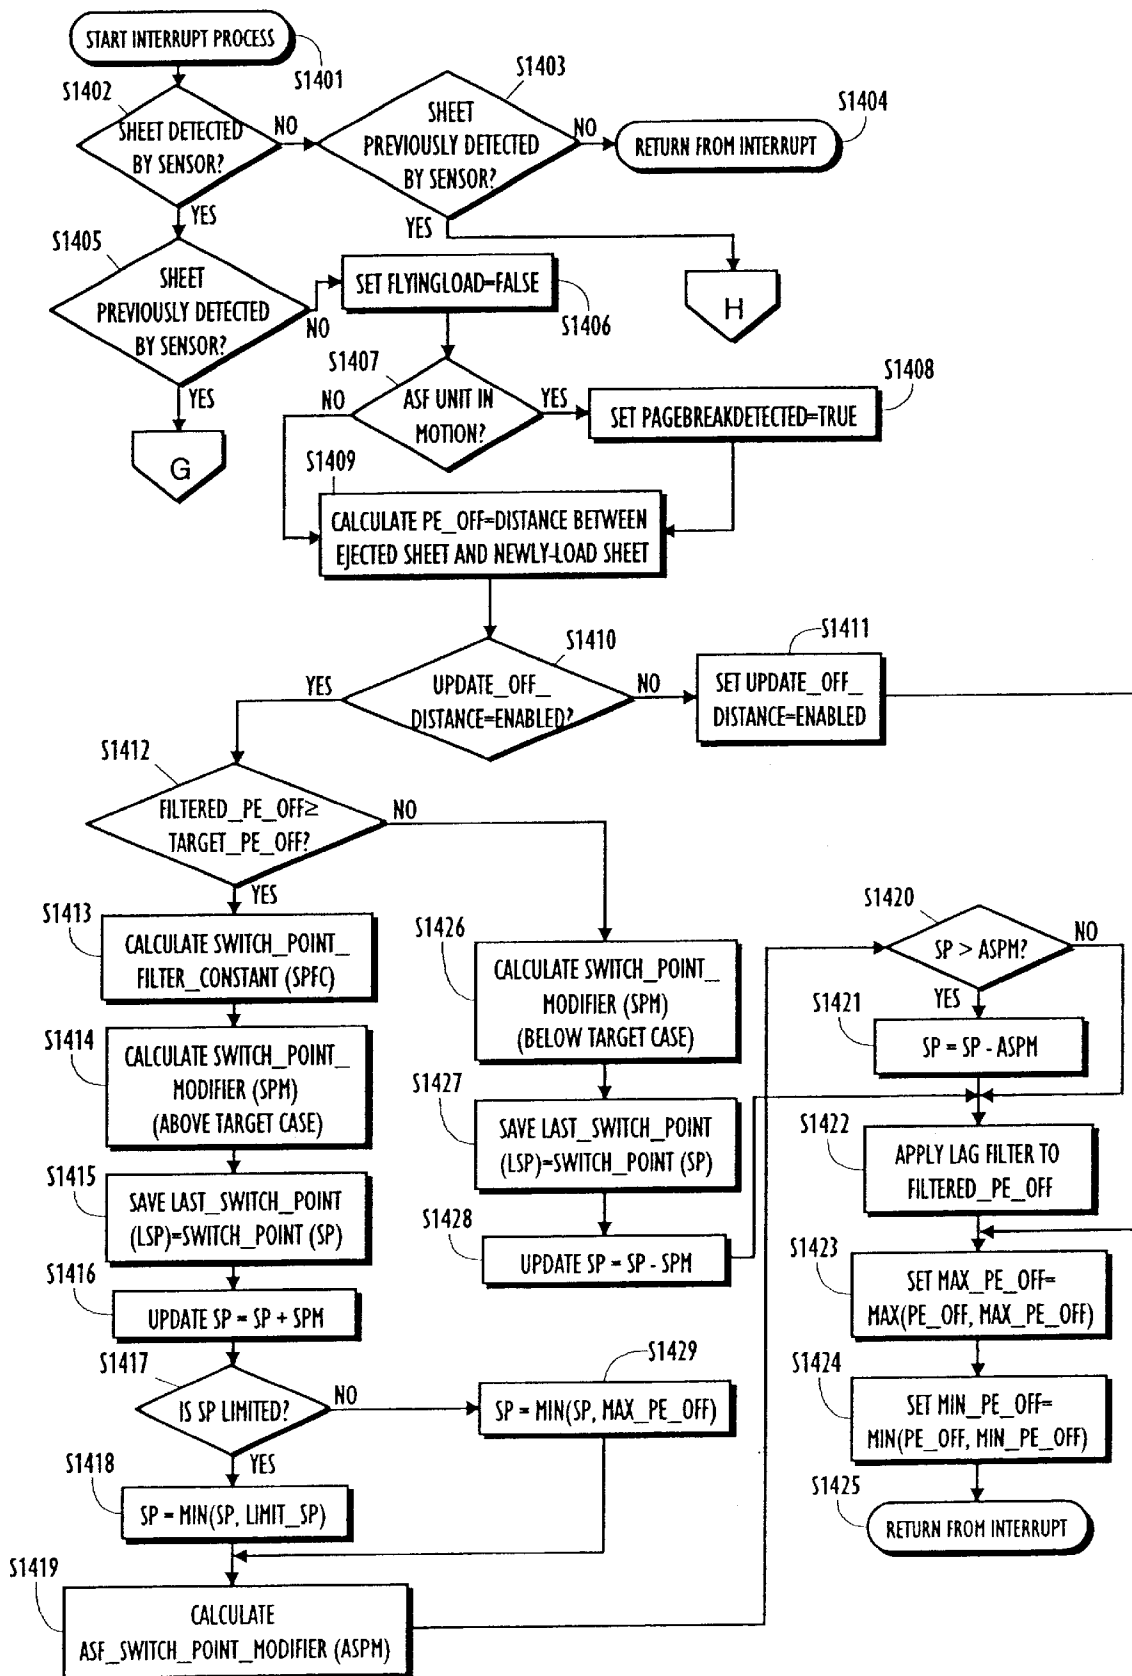 START INTERRUPT PROCESS
S1401
S1402
SHEET DETECTED
BY SENSOR?
NO
S1403
SHEET
PREVIOUSLY DETECTED
BY SENSOR?
NO
S1404
RETURN FROM INTERRUPT
YES
YES
H
S1405
SHEET
PREVIOUSLY DETECTED
BY SENSOR?
NO
YES
G
SET FLYINGLOAD=FALSE
S1406
S1407
ASF UNIT IN
MOTION?
NO
YES
S1408
SET PAGEBREAKDETECTED=TRUE
S1409
CALCULATE PE_OFF=DISTANCE BETWEEN
EJECTED SHEET AND NEWLY-LOAD SHEET
S1410
UPDATE_OFF_
DISTANCE=ENABLED?
YES
NO
S1411
SET UPDATE_OFF_
DISTANCE=ENABLED
S1412
FILTERED_PE_OFF≥
TARGET_PE_OFF?
NO
YES
S1413
CALCULATE SWITCH_POINT_
FILTER_CONSTANT (SPFC)
S1414
CALCULATE SWITCH_POINT_
MODIFIER (SPM)
(ABOVE TARGET CASE)
S1415
SAVE LAST_SWITCH_POINT
(LSP)=SWITCH_POINT (SP)
S1416
UPDATE SP = SP + SPM
S1417
IS SP LIMITED?
NO
YES
S1418
SP = MIN(SP, LIMIT_SP)
S1419
CALCULATE
ASF_SWITCH_POINT_MODIFIER (ASPM)
S1426
CALCULATE SWITCH_POINT_
MODIFIER (SPM)
(BELOW TARGET CASE)
S1427
SAVE LAST_SWITCH_POINT
(LSP)=SWITCH_POINT (SP)
S1428
UPDATE SP = SP - SPM
S1429
SP = MIN(SP, MAX_PE_OFF)
S1420
SP > ASPM?
NO
YES
S1421
SP = SP - ASPM
S1422
APPLY LAG FILTER TO
FILTERED_PE_OFF
S1423
SET MAX_PE_OFF=
MAX(PE_OFF, MAX_PE_OFF)
S1424
SET MIN_PE_OFF=
MIN(PE_OFF, MIN_PE_OFF)
S1425
RETURN FROM INTERRUPT